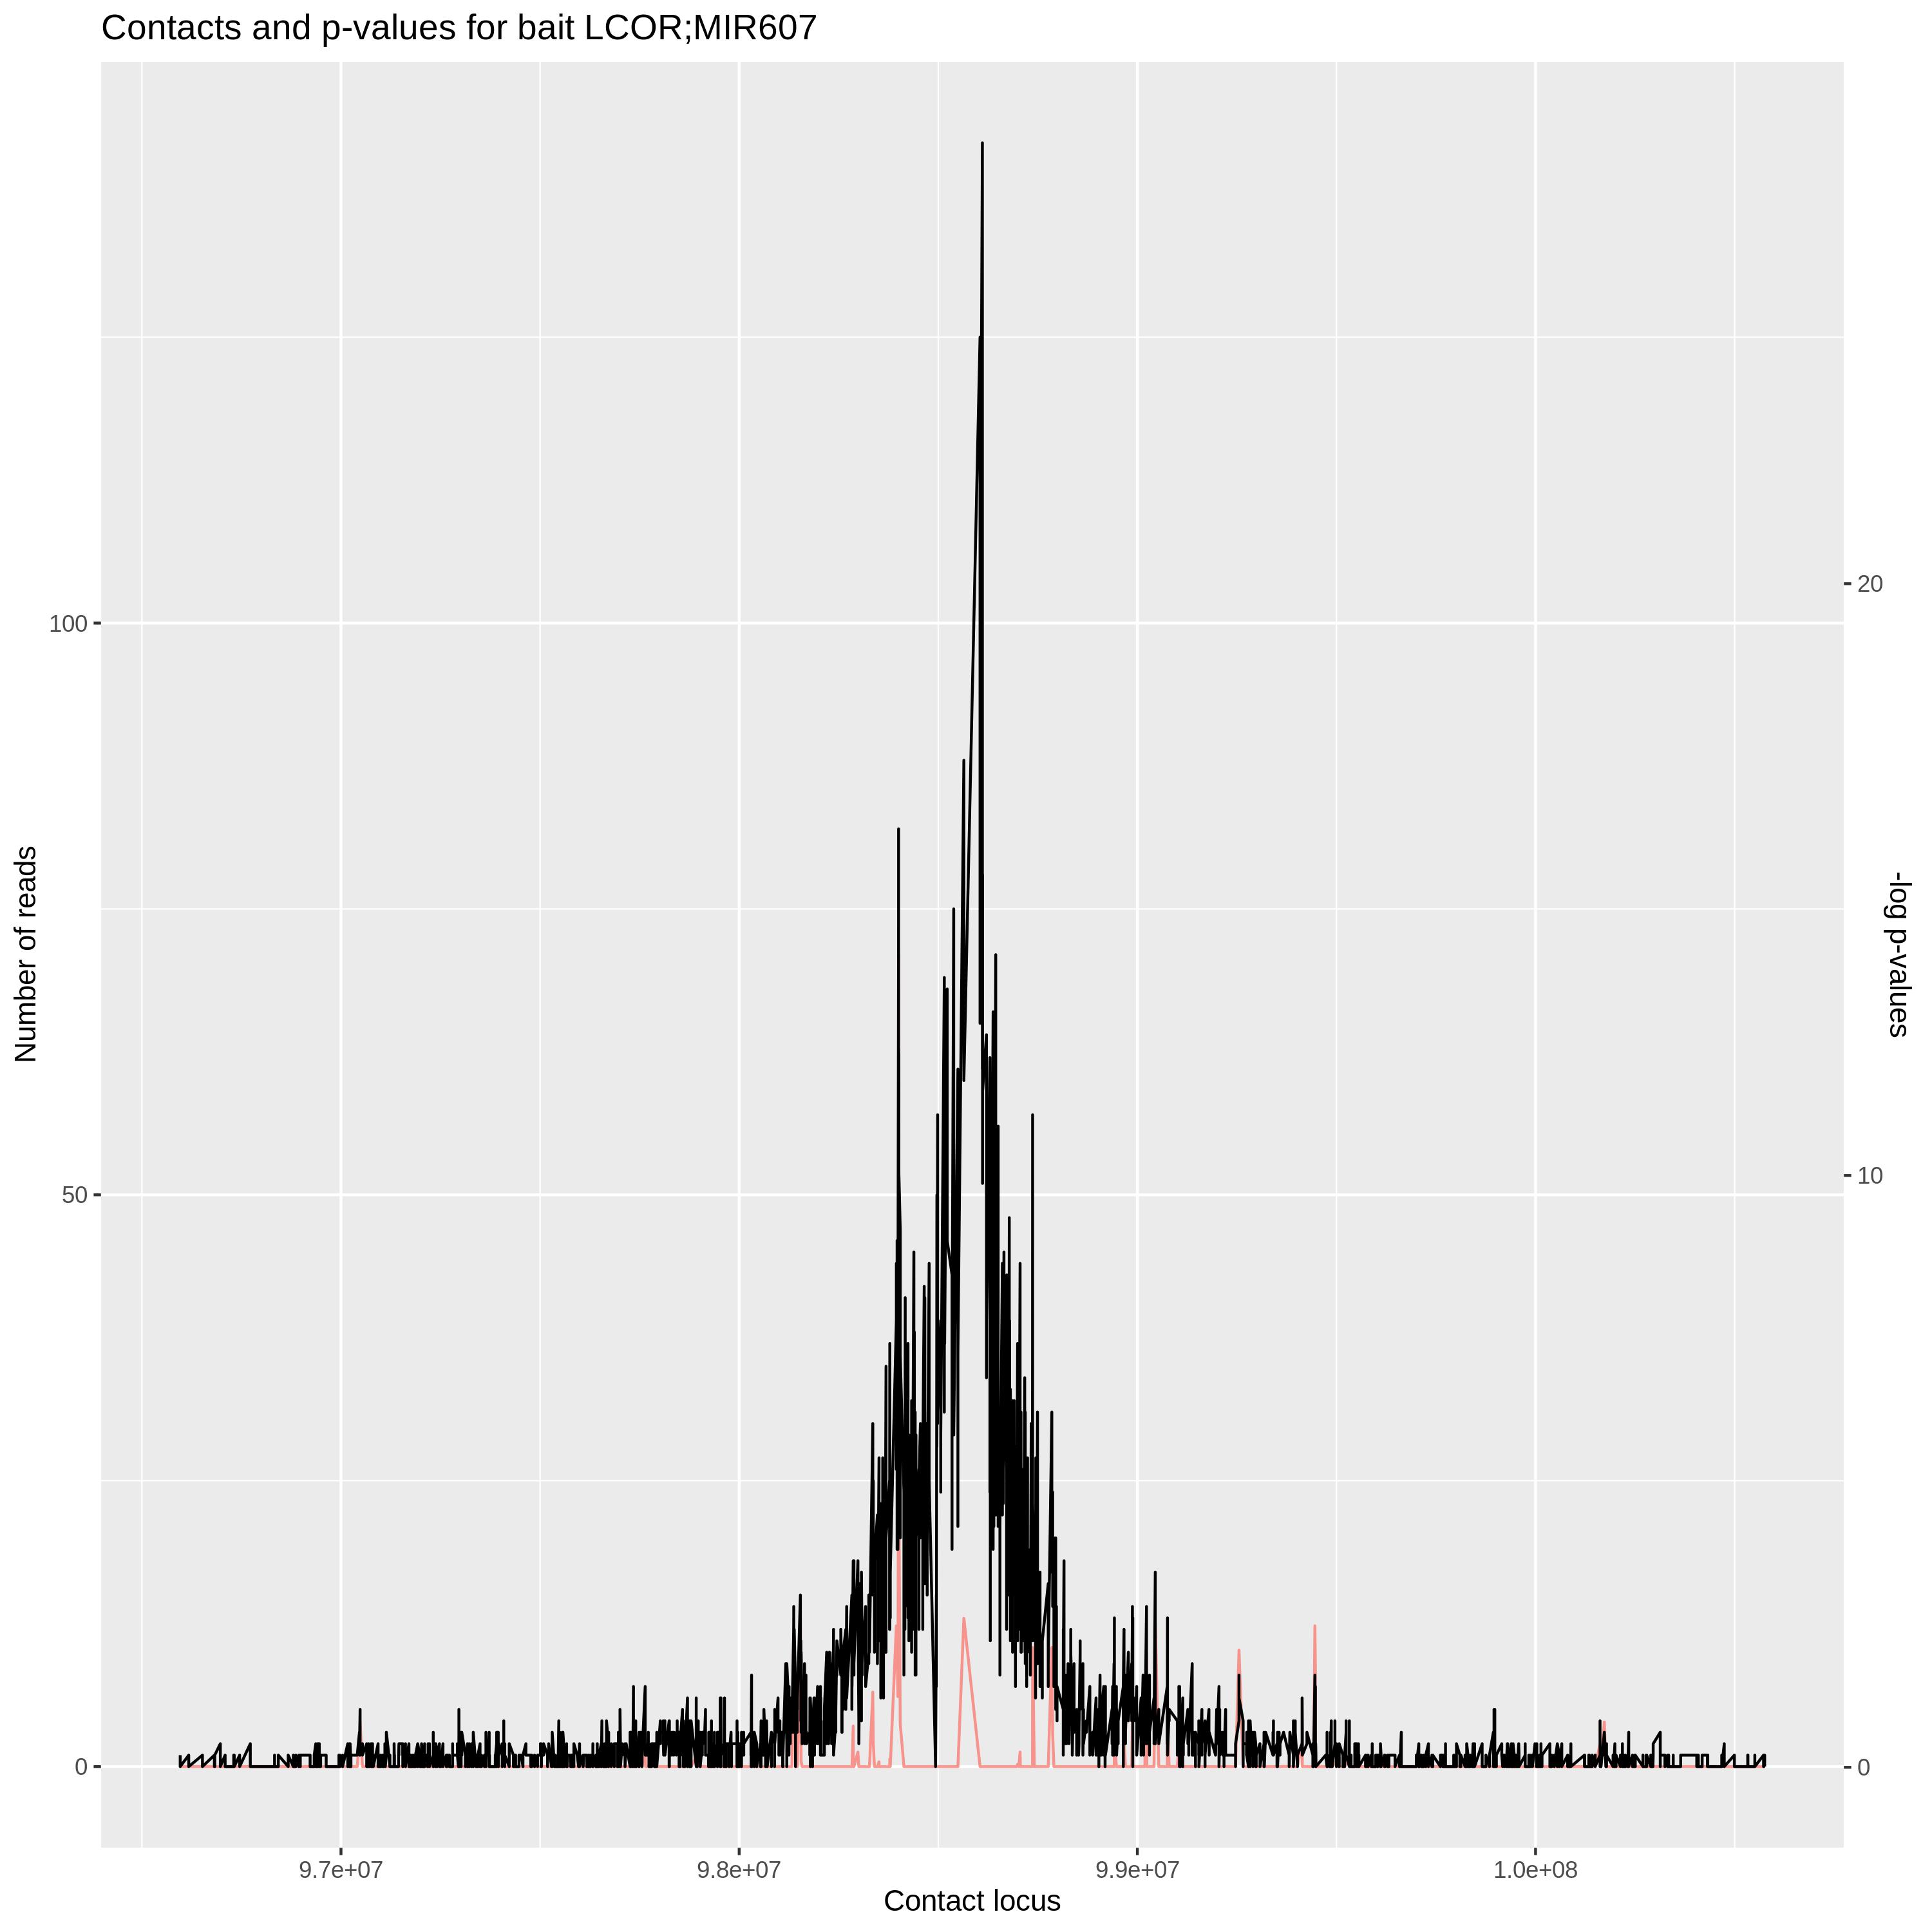 Contacts and p-values for bait LCOR;MIR607
100
50
0
Number of reads
20
10
0
-log p-values
9.7e+07
9.8e+07
9.9e+07
1.0e+08
Contact locus